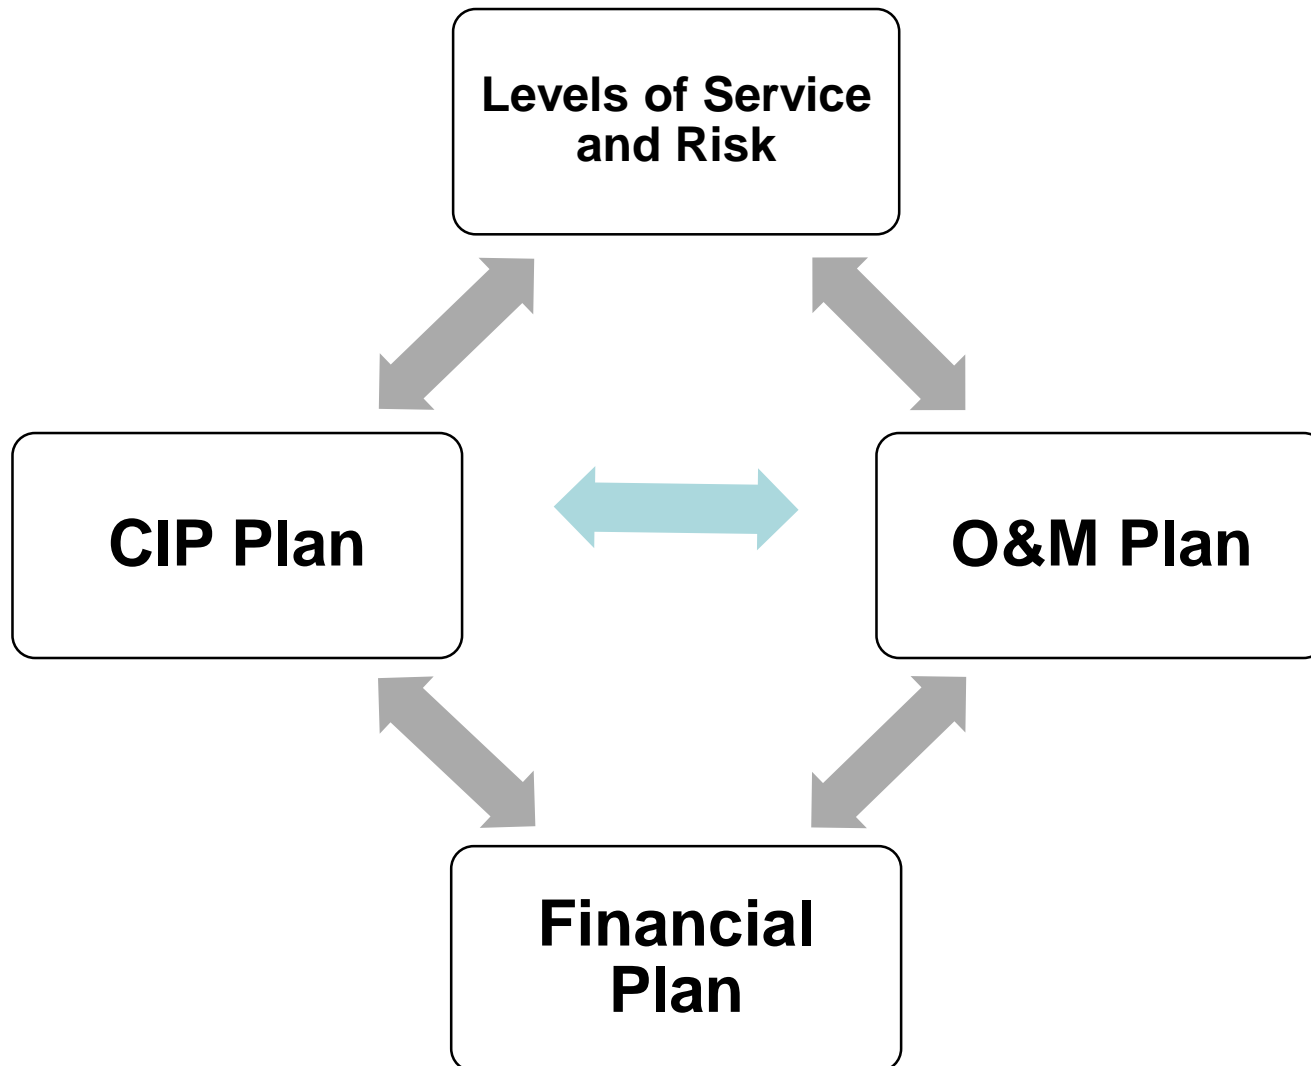 Levels of Service
and Risk
CIP Plan
O&M Plan
Financial
Plan